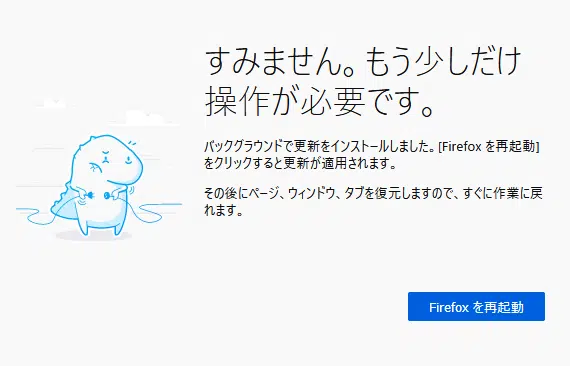 すみません。もう少しだけ
操作が必要です。
バックグラウンドで更新をインストールしました。[Firefox を再起動]
をクリックすると更新が適用されます。
その後にページ、ウィンドウ、タブを復元しますので、すぐに作業に戻
れます。
Firefox を再起動